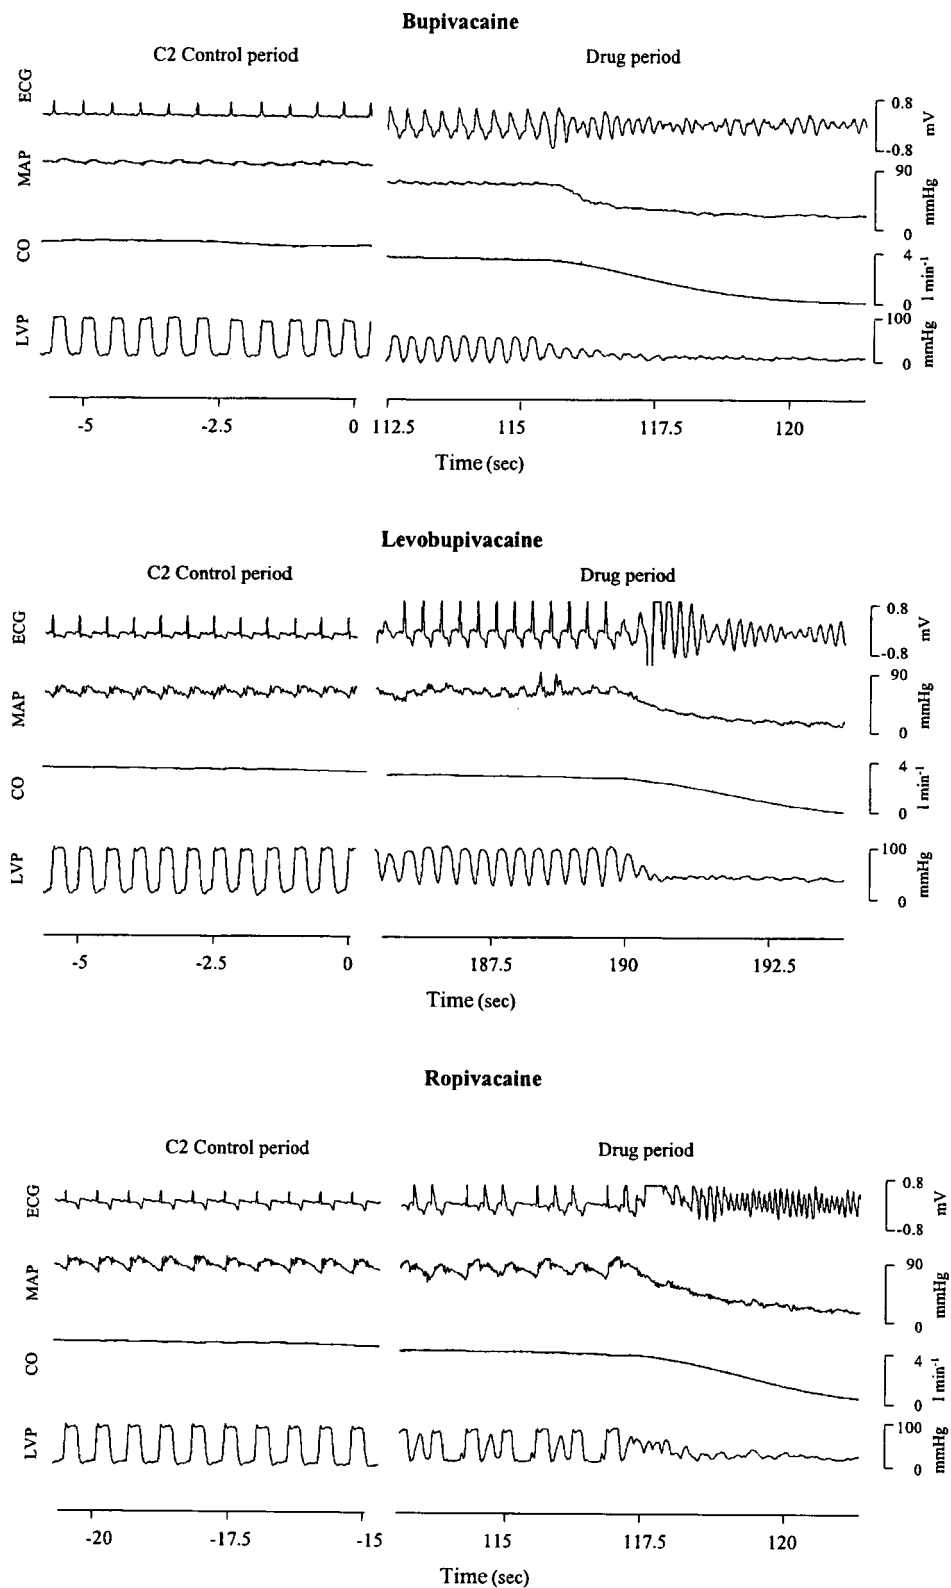 Bupivacaine
C2 Control period
Drug period
ECG
0.8
-0.8
mV
MAP
90
0
mmHg
CO
4
0
l min-1
LVP
100
0
mmHg
-5
-2.5
0
112.5
115
117.5
120
Time (sec)
Levobupivacaine
C2 Control period
Drug period
ECG
0.8
-0.8
mV
MAP
90
0
mmHg
CO
4
0
l min-1
LVP
100
0
mmHg
-5
-2.5
0
187.5
190
192.5
Time (sec)
Ropivacaine
C2 Control period
Drug period
ECG
0.8
-0.8
mV
MAP
90
0
mmHg
CO
4
0
l min-1
LVP
100
0
mmHg
-20
-17.5
-15
115
117.5
120
Time (sec)